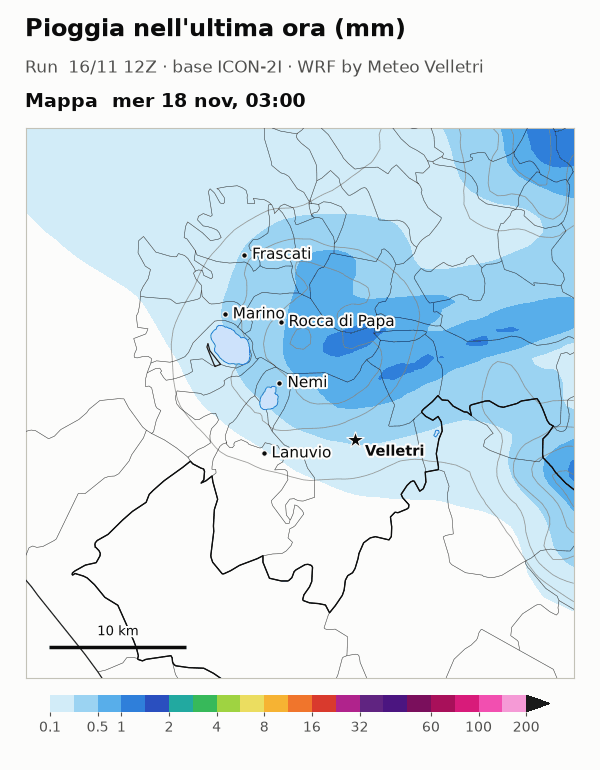 Pioggia nell'ultima ora (mm)
Run  16/11 12Z · base ICON-2I · WRF by Meteo Velletri
Mappa  mer 18 nov, 03:00
Frascati
Marino
Rocca di Papa
Nemi
Velletri
Lanuvio
10 km
0.1 0.5 1 2 4 8 16 32 60 100 200